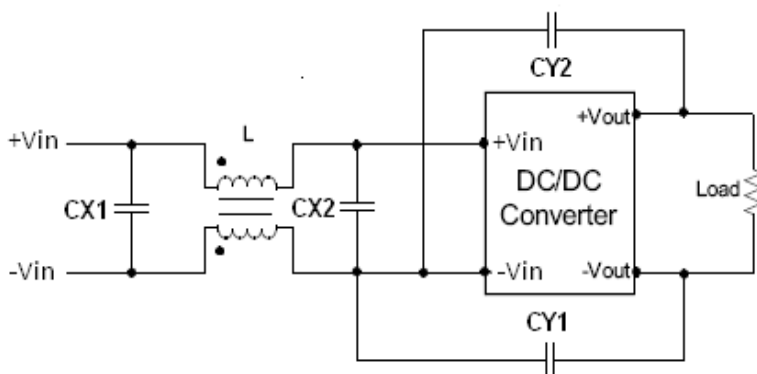 CY2
+Vout
L
+Vin
+Vin
DC/DC
Converter
Load
CX1
CX2
-Vin
-Vin
-Vout
CY1